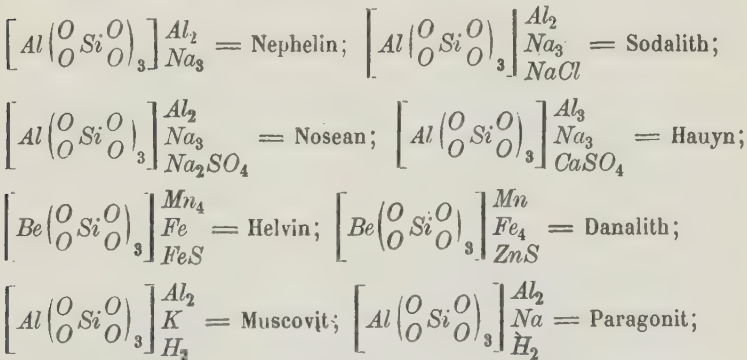 [Al(O O Si O O)3] Al2 Na3 = Nephelin; [Al(O O Si O O)3] Al2 Na3 NaCl = Sodalith;
[Al(O O Si O O)3] Al2 Na3 Na2SO4 = Nosean; [Al(O O Si O O)3] Al3 Na3 CaSO4 = Hauyn;
[Be(O O Si O O)3] Mn4 Fe FeS = Helvin; [Be(O O Si O O)3] Mn Fe4 ZnS = Danalith;
[Al(O O Si O O)3] Al2 K H2 = Muscovit; [Al(O O Si O O)3] Al2 Na H2 = Paragonit;